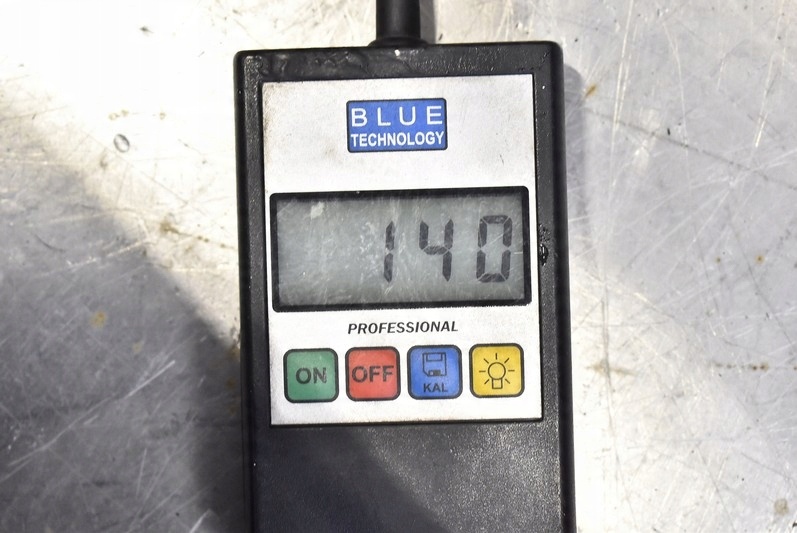 BLUE
TECHNOLOGY
140
PROFESSIONAL
ON OFF KAL